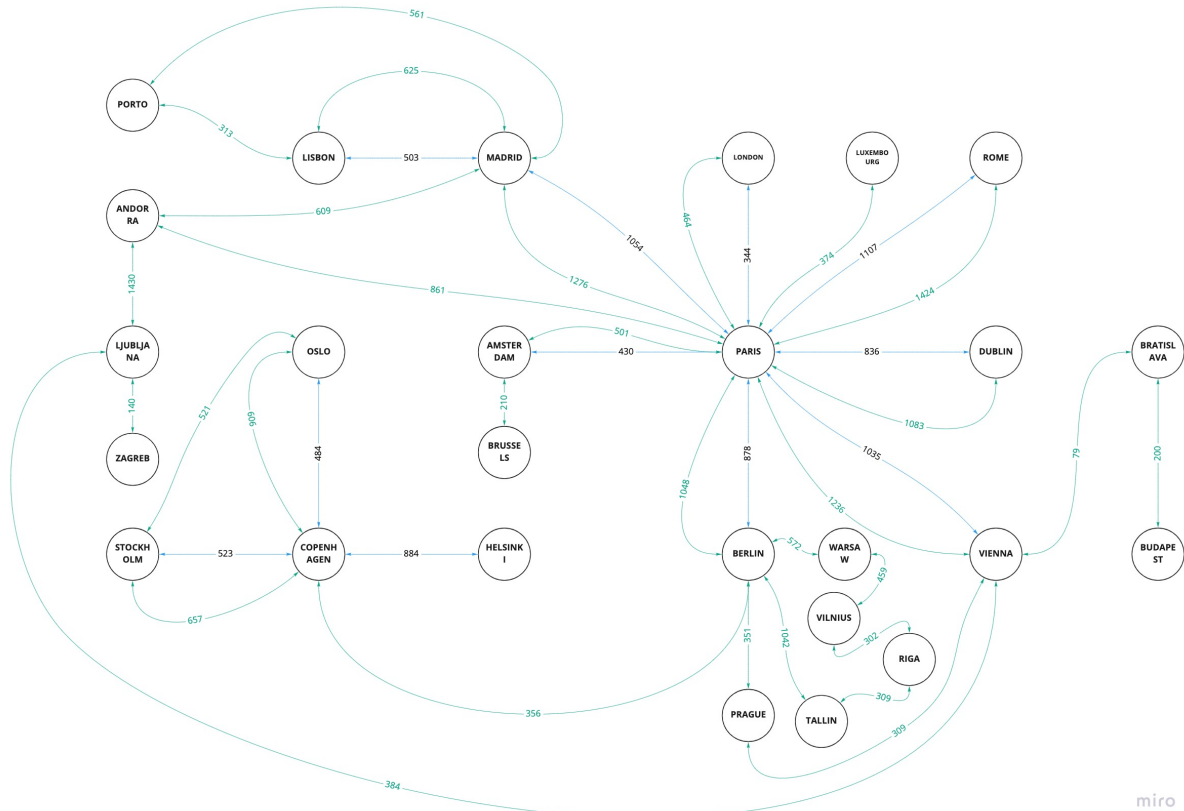 561
625
PORTO
313
LISBON
503
MADRID
LONDON
LUXEMBO
URG
ROME
ANDOR
RA
609
464
1054
344
374
1107
1430
861
1276
1424
LJUBLJA
NA
OSLO
AMSTER
DAM
501
430
PARIS
836
DUBLIN
BRATISL
AVA
140
521
609
210
1083
ZAGREB
484
BRUSSE
LS
878
1035
79
200
1048
1236
STOCKH
OLM
523
COPENH
AGEN
884
HELSINK
I
BERLIN
572
WARSA
W
VIENNA
BUDAPE
ST
459
657
VILNIUS
351
1042
302
RIGA
309
356
PRAGUE
TALLIN
309
384
miro